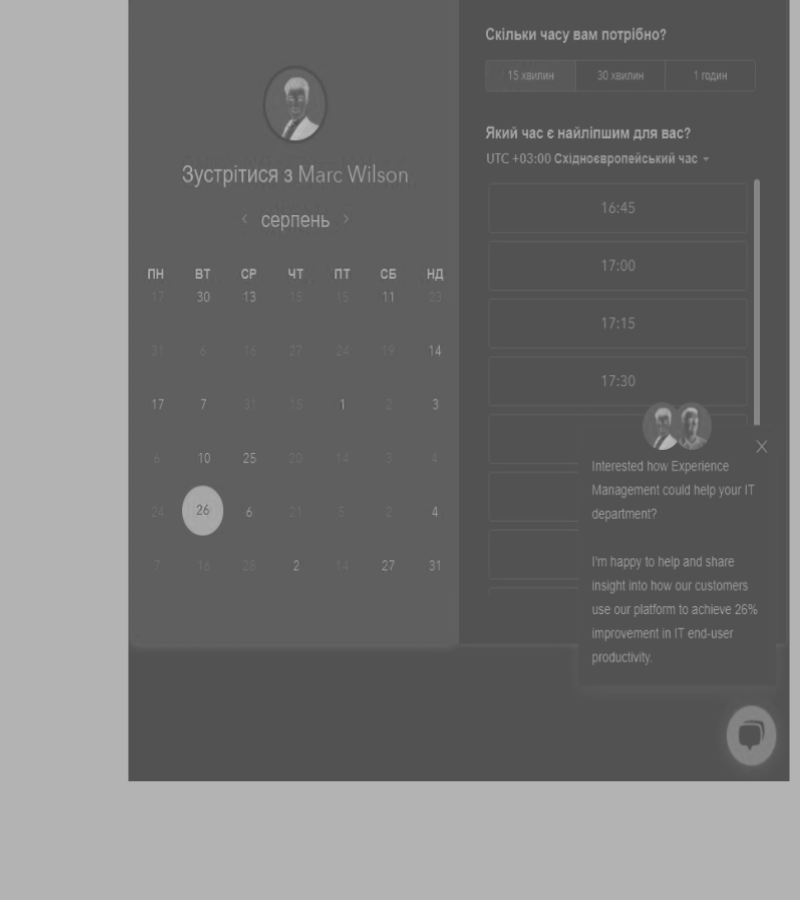 Зустрітися з Marc Wilson
‹ серпень ›
ПН ВТ СР ЧТ ПТ СБ НД
17 30 13 15 15 11 23
31 6 16 27 24 19 14
17 7 31 15 1 2 3
6 10 25 20 14 3 4
24 26 6 21 5 2 4
7 16 28 2 14 27 31
Скільки часу вам потрібно?
15 хвилин 30 хвилин 1 годин
Який час є найліпшим для вас?
UTC +03:00 Східноєвропейський час
16:45
17:00
17:15
17:30
Interested how Experience
Management could help your IT
department?
I'm happy to help and share
insight into how our customers
use our platform to achieve 26%
improvement in IT end-user
productivity.